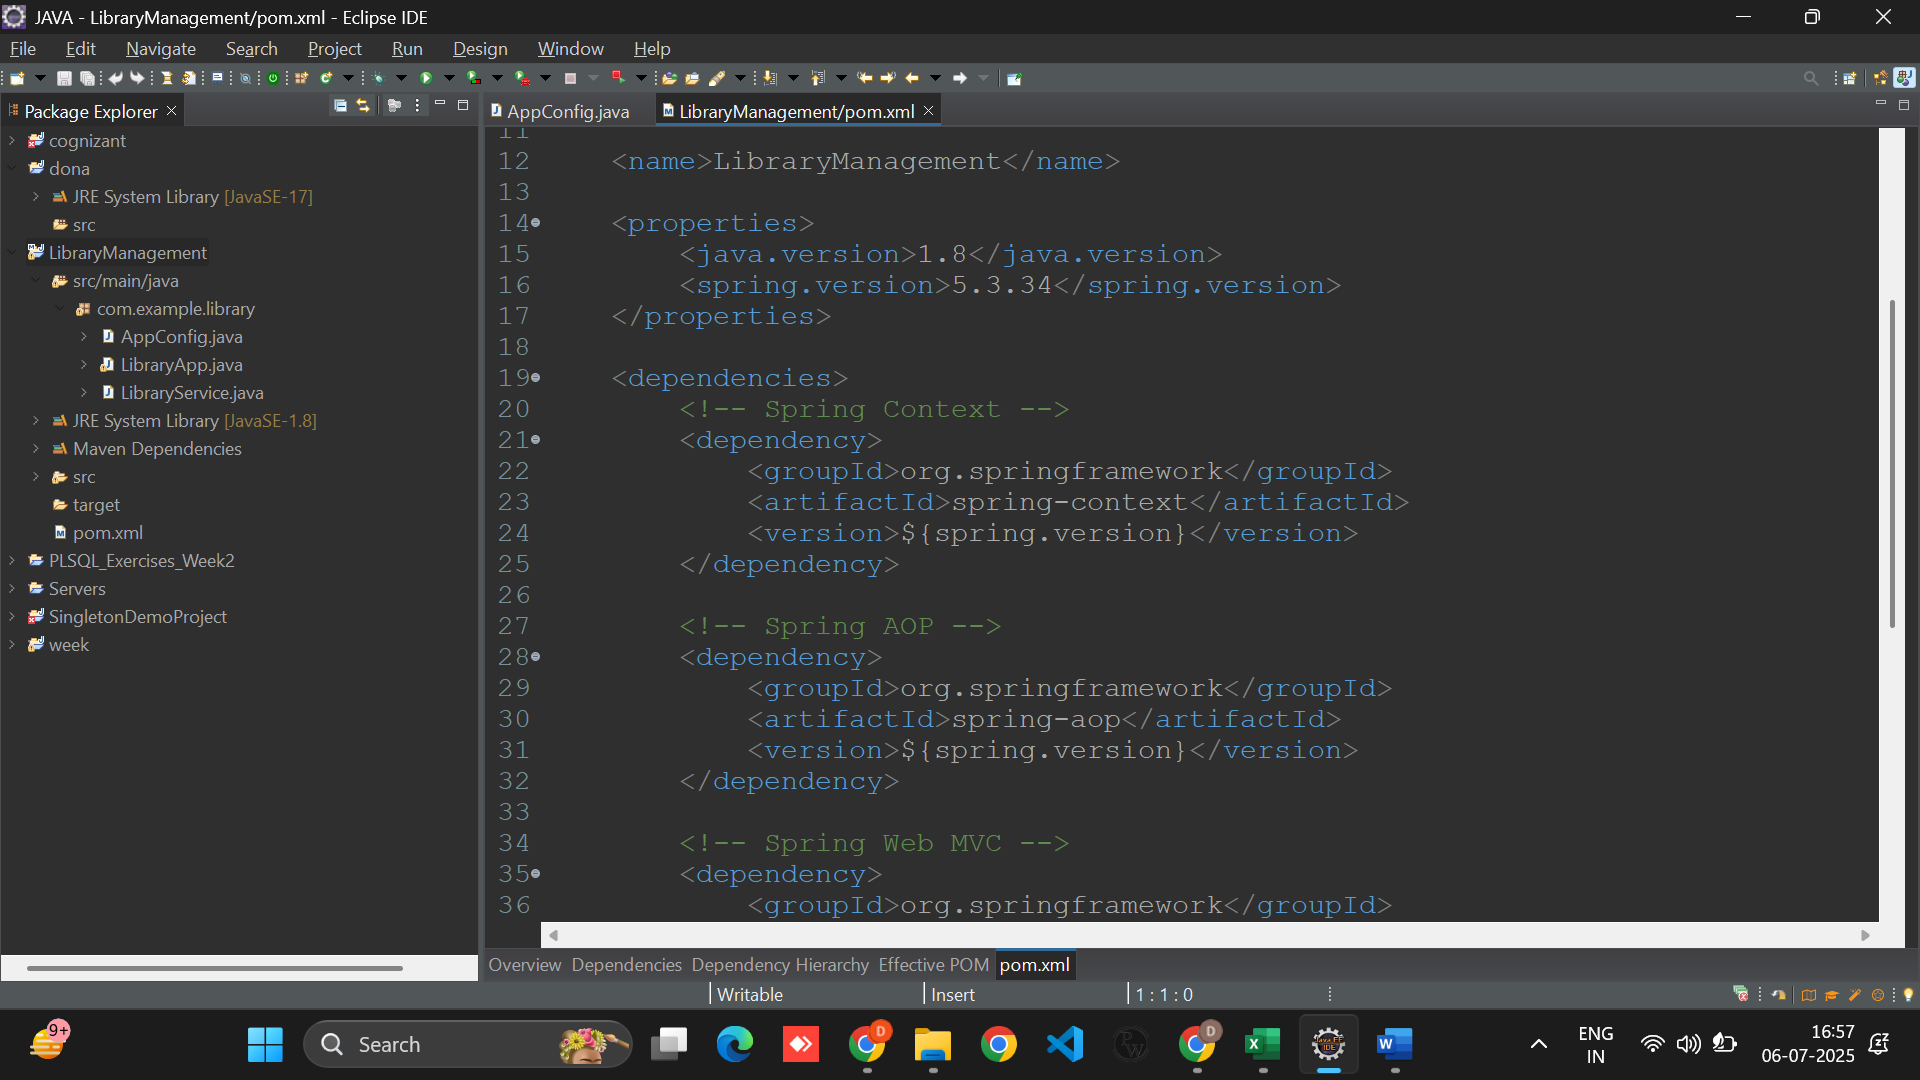 JAVA - LibraryManagement/pom.xml - Eclipse IDE
File Edit Navigate Search Project Run Design Window Help
Package Explorer
AppConfig.java
LibraryManagement/pom.xml
cognizant
dona
JRE System Library [JavaSE-17]
src
LibraryManagement
src/main/java
com.example.library
AppConfig.java
LibraryApp.java
LibraryService.java
JRE System Library [JavaSE-1.8]
Maven Dependencies
src
target
pom.xml
PLSQL_Exercises_Week2
Servers
SingletonDemoProject
week
11
12 <name>LibraryManagement</name>
13
14 <properties>
15 <java.version>1.8</java.version>
16 <spring.version>5.3.34</spring.version>
17 </properties>
18
19 <dependencies>
20 <!-- Spring Context -->
21 <dependency>
22 <groupId>org.springframework</groupId>
23 <artifactId>spring-context</artifactId>
24 <version>${spring.version}</version>
25 </dependency>
26
27 <!-- Spring AOP -->
28 <dependency>
29 <groupId>org.springframework</groupId>
30 <artifactId>spring-aop</artifactId>
31 <version>${spring.version}</version>
32 </dependency>
33
34 <!-- Spring Web MVC -->
35 <dependency>
36 <groupId>org.springframework</groupId>
Overview Dependencies Dependency Hierarchy Effective POM pom.xml
Writable Insert 1 : 1 : 0
9+
Search
D
D
ENG
IN
16:57
06-07-2025